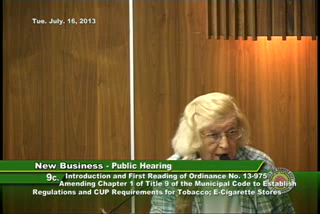 Tue. July. 16, 2013
New Business - Public Hearing
9c. Introduction and First Reading of Ordinance No. 13-975
Amending Chapter 1 of Title 9 of the Municipal Code to Establish
Regulations and CUP Requirements for Tobacco; E-Cigarette Stores